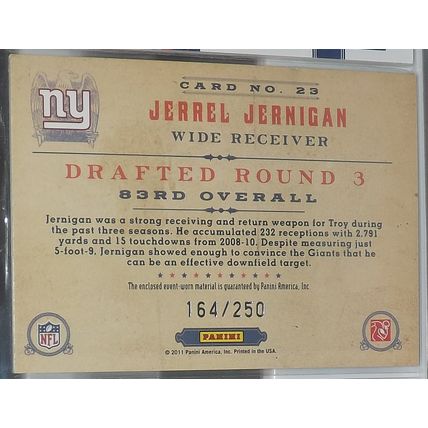 CARD NO. 23
ny
JERREL JERNIGAN
WIDE RECEIVER
DRAFTED ROUND 3
83RD OVERALL
Jernigan was a strong receiving and return weapon for Troy during
the past three seasons. He accumulated 232 receptions with 2,791
yards and 15 touchdowns from 2008-10. Despite measuring just
5-foot-9, Jernigan showed enough to convince the Giants that he
can be an effective downfield target.
The enclosed event-worn material is guaranteed by Panini America, Inc.
164/250
NFL
PANINI
© 2011 Panini America, Inc. Printed in the USA.